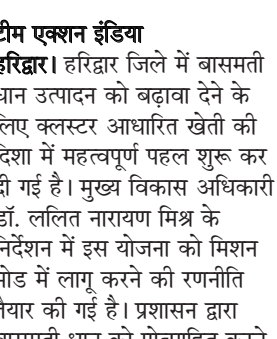 टीम एक्शन इंडिया
हरिद्वार। हरिद्वार जिले में बासमती
धान उत्पादन को बढ़ावा देने के
लिए क्लस्टर आधारित खेती की
दिशा में महत्वपूर्ण पहल शुरू कर
दी गई है। मुख्य विकास अधिकारी
डॉ. ललित नारायण मिश्र के
निर्देशन में इस योजना को मिशन
मोड में लागू करने की रणनीति
तैयार की गई है। प्रशासन द्वारा